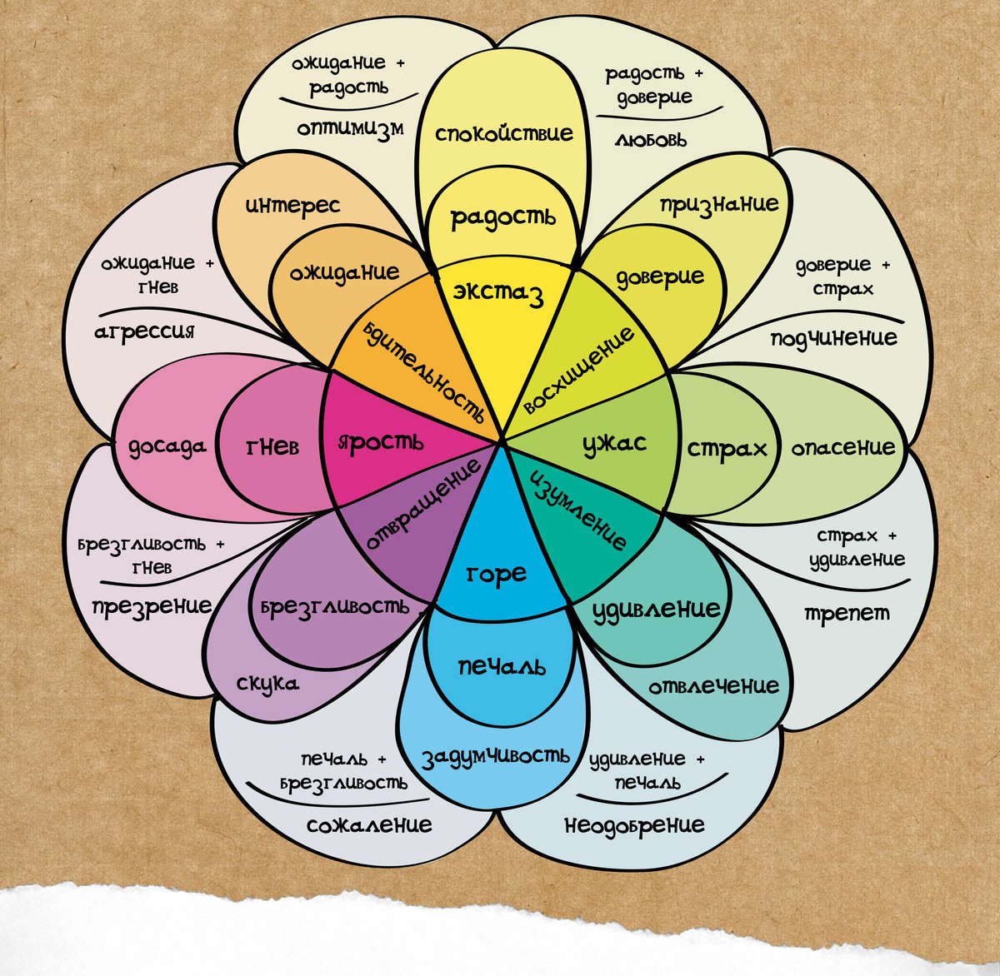 ожидание +
радость
оптимизм
радость +
доверие
любовь
спокойствие
интерес
признание
радость
ожидание +
гнев
агрессия
ожидание
доверие
доверие +
страх
подчинение
экстаз
бдительность
восхищение
досада
гнев
ярость
ужас
страх
опасение
отвращение
изумление
брезгливость +
гнев
презрение
страх +
удивление
трепет
горе
брезгливость
удивление
скука
печаль
отвлечение
печаль +
брезгливость
сожаление
задумчивость
удивление +
печаль
неодобрение